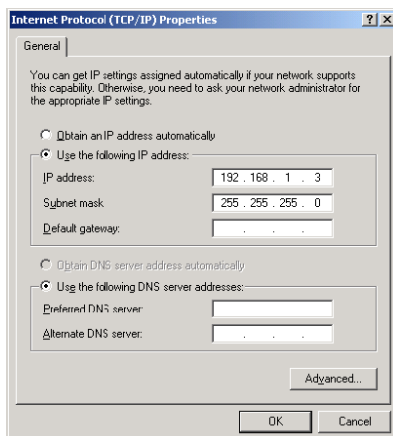 Internet Protocol (TCP/IP) Properties
General
You can get IP settings assigned automatically if your network supports
this capability. Otherwise, you need to ask your network administrator for
the appropriate IP settings.
Obtain an IP address automatically
Use the following IP address:
IP address: 192 . 168 . 1 . 3
Subnet mask 255 . 255 . 255 . 0
Default gateway: . . .
Obtain DNS server address automatically
Use the following DNS server addresses:
Preferred DNS server:
Alternate DNS server: . . .
Advanced...
OK Cancel